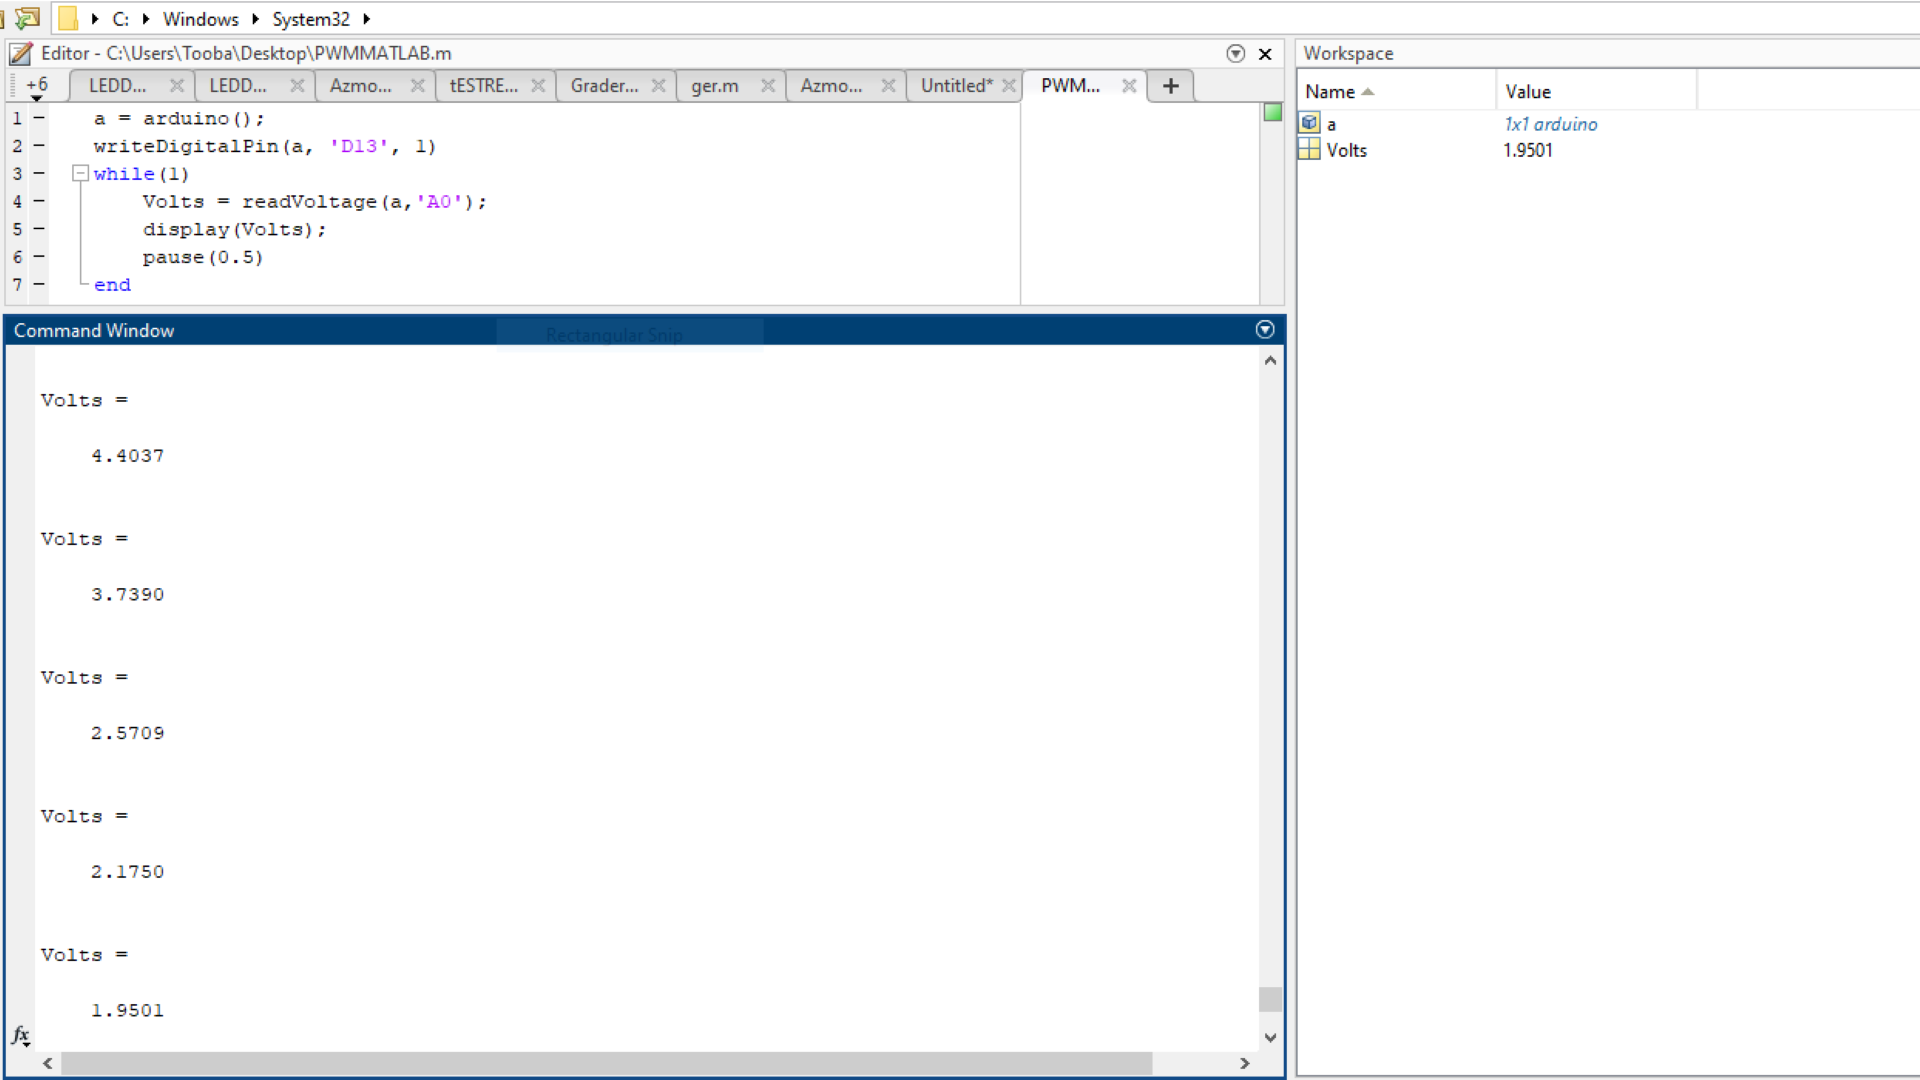 C: Windows System32
Editor - C:\Users\Tooba\Desktop\PWMMATLAB.m
+6 LEDD... LEDD... Azmo... tESTRE... Grader... ger.m Azmo... Untitled* PWM... +
1 - a = arduino();
2 - writeDigitalPin(a, 'D13', 1)
3 - while(1)
4 - Volts = readVoltage(a,'A0');
5 - display(Volts);
6 - pause(0.5)
7 - end
Command Window
Rectangular Snip
Volts =
4.4037
Volts =
3.7390
Volts =
2.5709
Volts =
2.1750
Volts =
1.9501
fx
Workspace
Name Value
a 1x1 arduino
Volts 1.9501